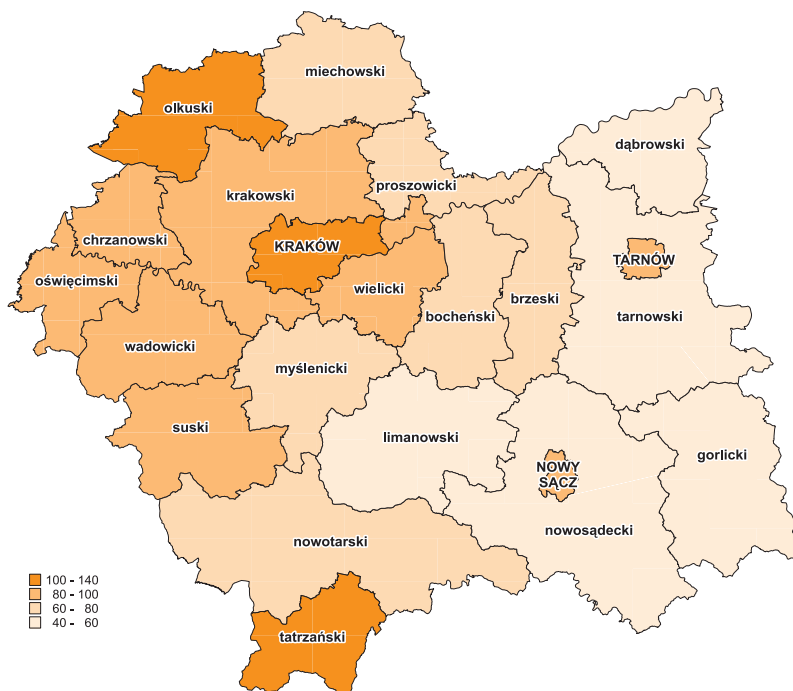 miechowski
olkuski
dąbrowski
proszowicki
krakowski
chrzanowski
KRAKÓW
TARNÓW
oświęcimski
wielicki
bocheński
brzeski
tarnowski
wadowicki
myślenicki
suski
limanowski
gorlicki
NOWY
SĄCZ
nowosądecki
nowotarski
100 - 140
80 - 100
60 - 80
40 - 60
tatrzański